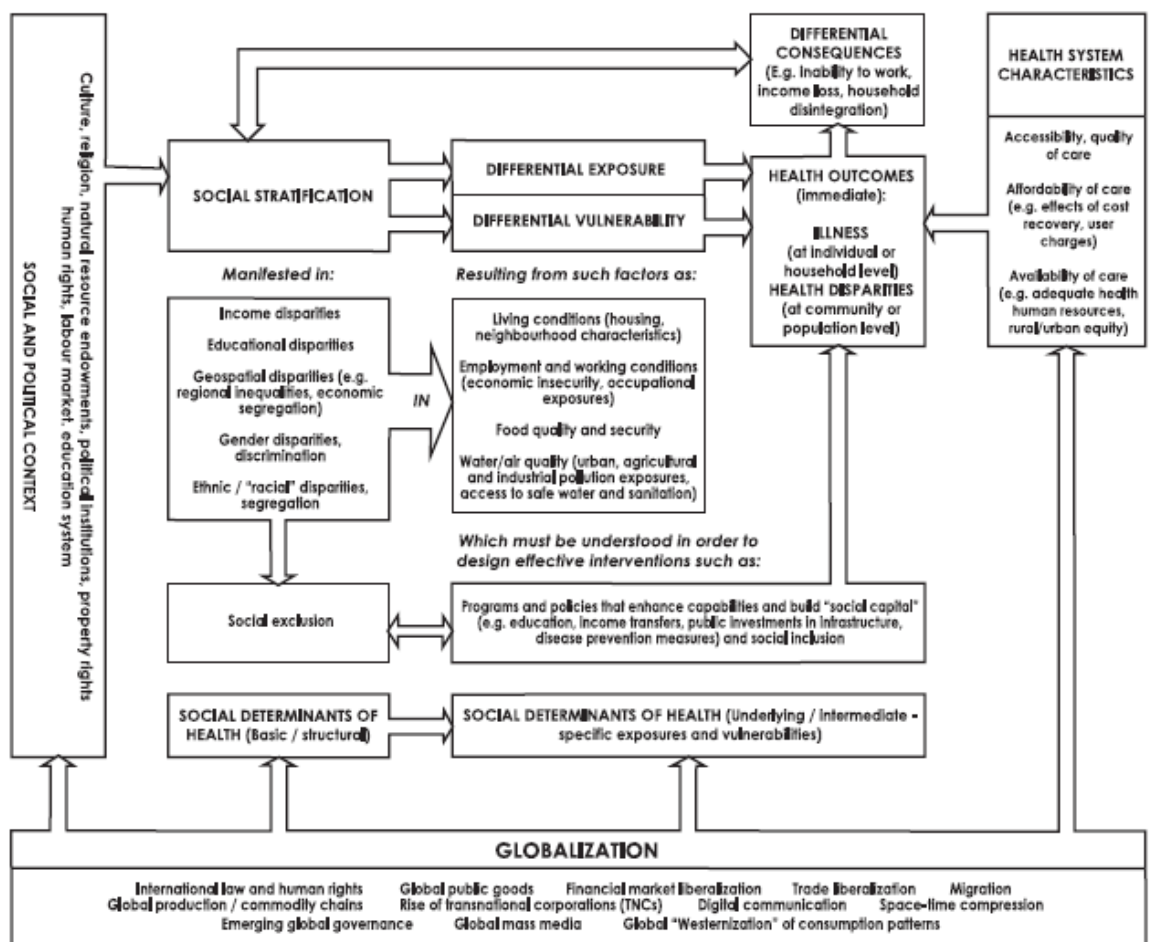 SOCIAL AND POLITICAL CONTEXT
Culture, religion, natural resource endowments, political institutions, property rights
human rights, labour market, education system
DIFFERENTIAL
CONSEQUENCES
(E.g. Inability to work,
income loss, household
disintegration)
HEALTH SYSTEM
CHARACTERISTICS
Accessibility, quality
of care
Affordability of care
(e.g. effects of cost
recovery, user
charges)
Availability of care
(e.g. adequate health
human resources,
rural/urban equity)
SOCIAL STRATIFICATION
DIFFERENTIAL EXPOSURE
DIFFERENTIAL VULNERABILITY
HEALTH OUTCOMES
(immediate):
ILLNESS
(at individual or
household level)
HEALTH DISPARITIES
(at community or
population level)
Manifested in:
Income disparities
Educational disparities
Geospatial disparities (e.g.
regional inequalities, economic
segregation)
Gender disparities,
discrimination
Ethnic / "racial" disparities,
segregation
IN
Resulting from such factors as:
Living conditions (housing,
neighbourhood characteristics)
Employment and working conditions
(economic insecurity, occupational
exposures)
Food quality and security
Water/air quality (urban, agricultural
and industrial pollution exposures,
access to safe water and sanitation)
Which must be understood in order to
design effective interventions such as:
Social exclusion
Programs and policies that enhance capabilities and build "social capital"
(e.g. education, income transfers, public investments in infrastructure,
disease prevention measures) and social inclusion
SOCIAL DETERMINANTS OF
HEALTH (Basic / structural)
SOCIAL DETERMINANTS OF HEALTH (Underlying / intermediate -
specific exposures and vulnerabilities)
GLOBALIZATION
International law and human rights Global public goods Financial market liberalization Trade liberalization Migration
Global production / commodity chains Rise of transnational corporations (TNCs) Digital communication Space-time compression
Emerging global governance Global mass media Global "Westernization" of consumption patterns